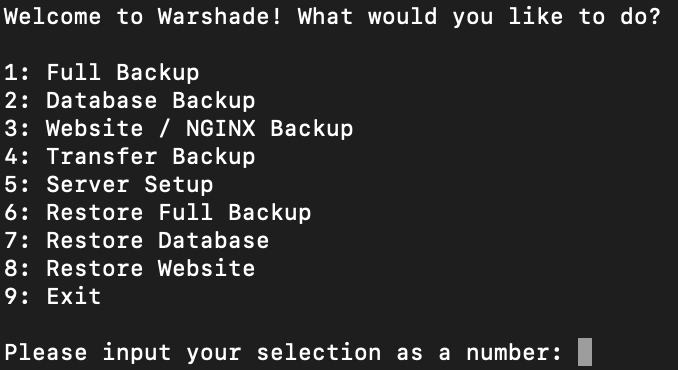 Welcome to Warshade! What would you like to do?
1: Full Backup
2: Database Backup
3: Website / NGINX Backup
4: Transfer Backup
5: Server Setup
6: Restore Full Backup
7: Restore Database
8: Restore Website
9: Exit
Please input your selection as a number: